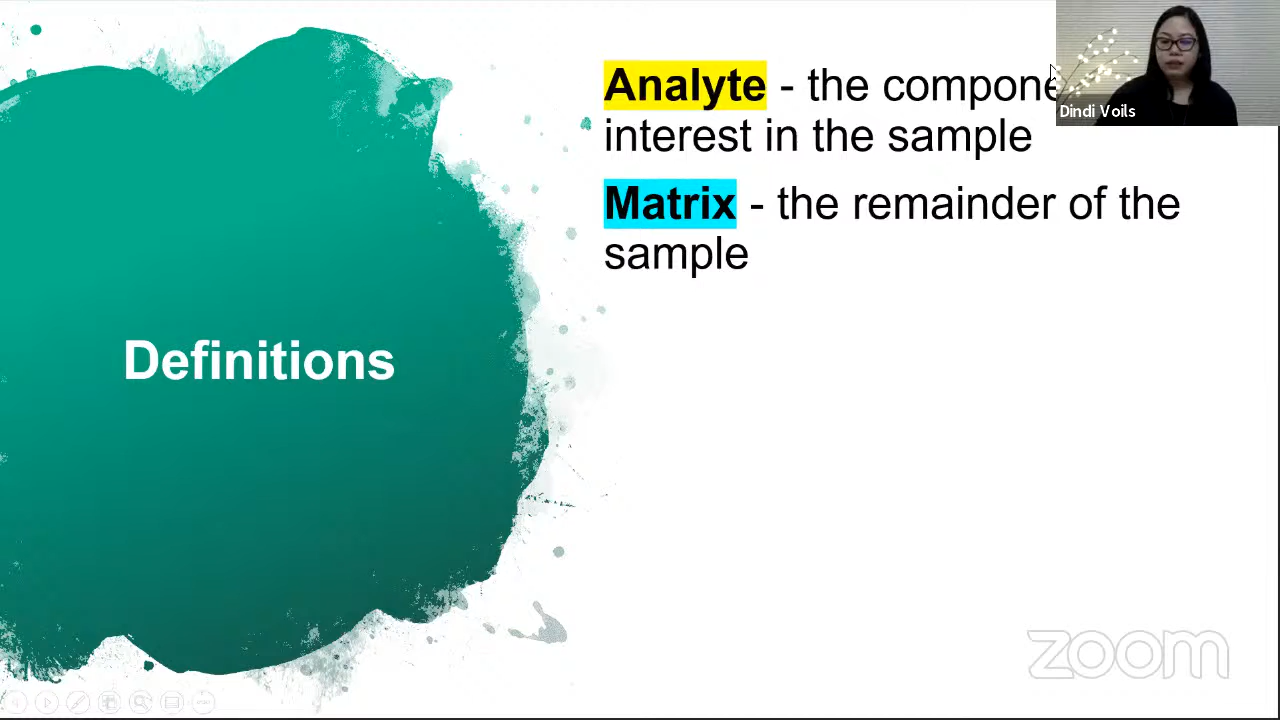 Analyte - the compone
interest in the sample
Dindi Voils
Matrix - the remainder of the
sample
Definitions
zoom